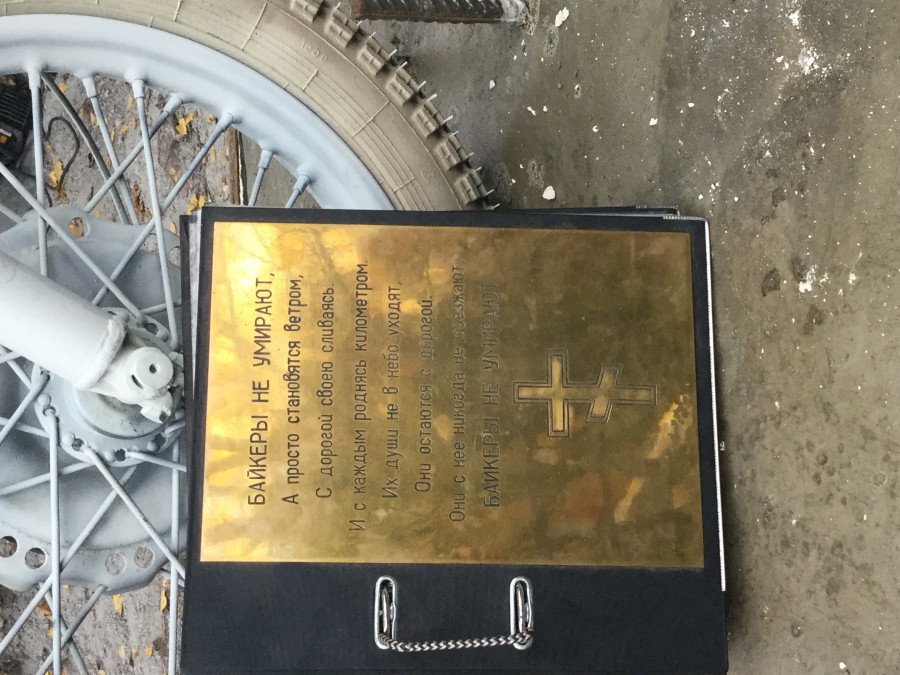 БАЙКЕРЫ НЕ УМИРАЮТ,
А просто становятся ветром,
С дорогой своею сливаясь.
И с каждым роднясь километром.
Их души не в небо уходят,
Они остаются с дорогой.
Они с нее никогда не съезжают,
БАЙКЕРЫ НЕ УМИРАЮТ